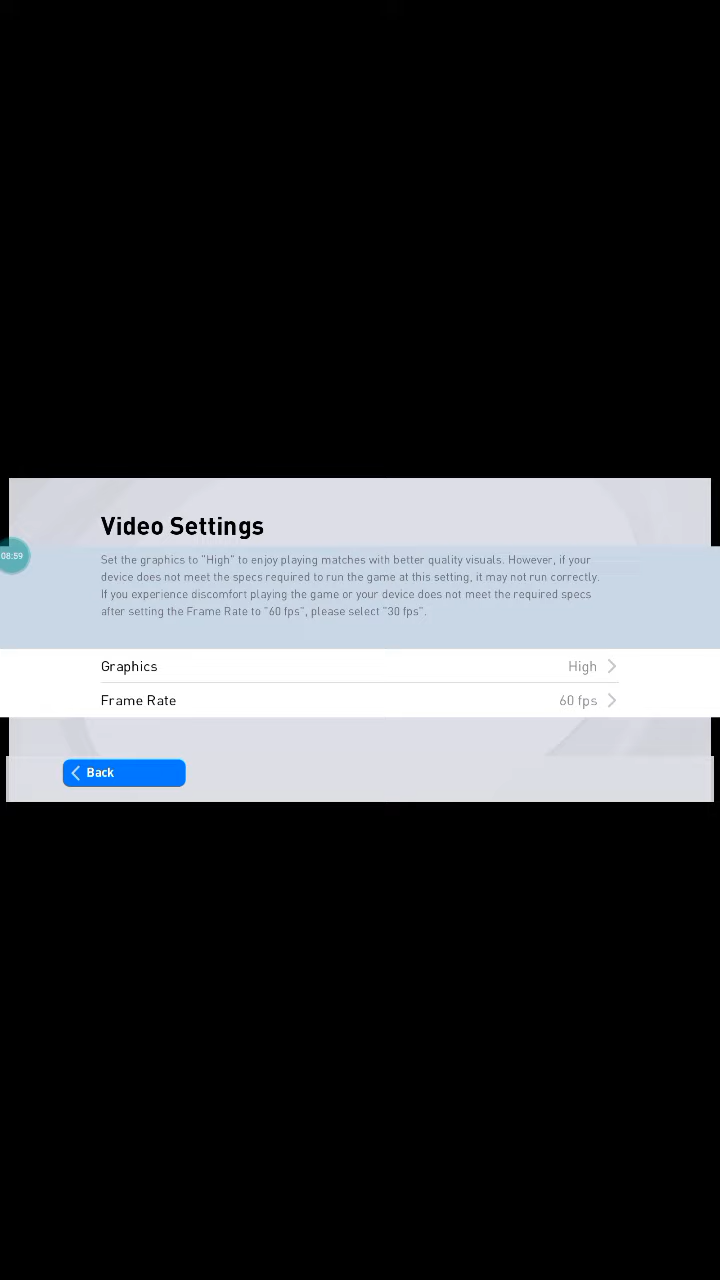 Video Settings
08:59
Set the graphics to "High" to enjoy playing matches with better quality visuals. However, if your
device does not meet the specs required to run the game at this setting, it may not run correctly.
If you experience discomfort playing the game or your device does not meet the required specs
after setting the Frame Rate to "60 fps", please select "30 fps".
Graphics High
Frame Rate 60 fps
Back